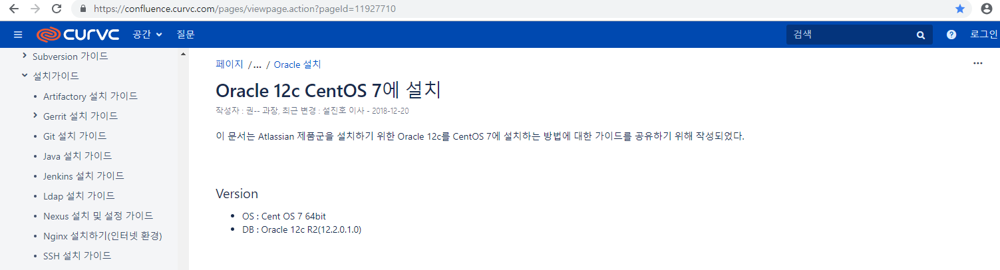 https://confluence.curvc.com/pages/viewpage.action?pageId=11927710
curvc 공간 질문 검색 로그인
Subversion 가이드
설치가이드
Artifactory 설치 가이드
Gerrit 설치 가이드
Git 설치 가이드
Java 설치 가이드
Jenkins 설치 가이드
Ldap 설치 가이드
Nexus 설치 및 설정 가이드
Nginx 설치하기(인터넷 환경)
SSH 설치 가이드
페이지 /... / Oracle 설치
Oracle 12c CentOS 7에 설치
작성자 : 권-- 과장, 최근 변경 : 설진호 이사 - 2018-12-20
이 문서는 Atlassian 제품군을 설치하기 위한 Oracle 12c를 CentOS 7에 설치하는 방법에 대한 가이드를 공유하기 위해 작성되었다.
Version
• OS : Cent OS 7 64bit
• DB : Oracle 12c R2(12.2.0.1.0)